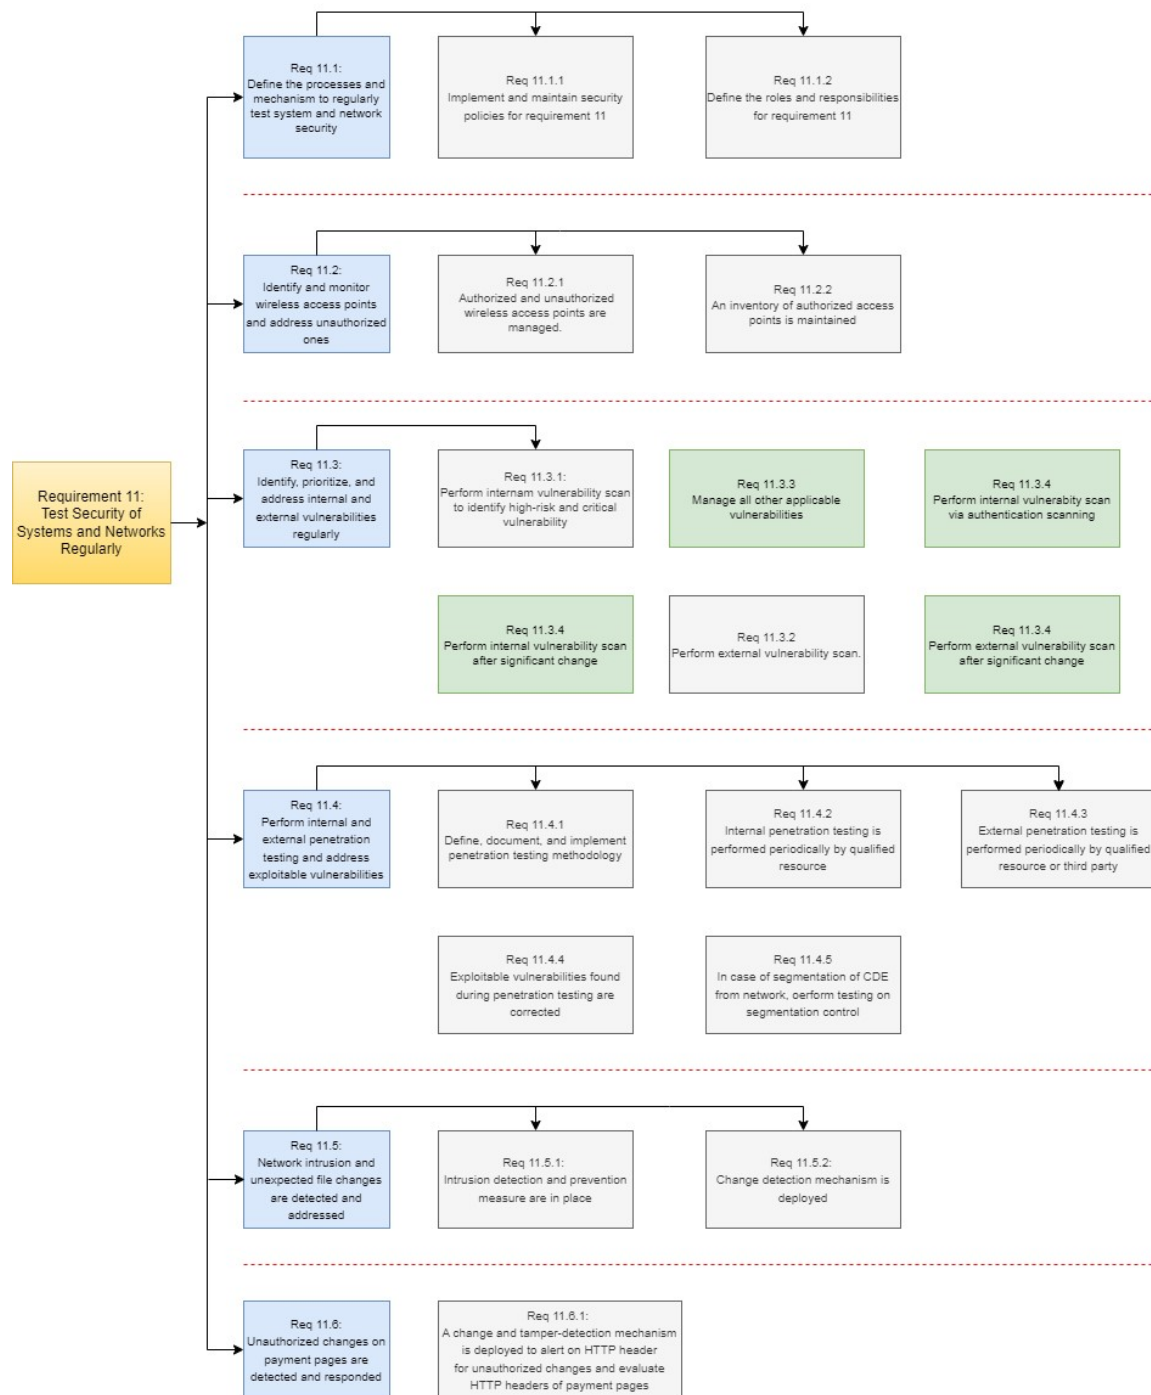 Req 11.1:
Define the processes and
mechanism to regularly
test system and network
security
Req 11.1.1
Implement and maintain security
policies for requirement 11
Req 11.1.2
Define the roles and responsibilities
for requirement 11
Req 11.2:
Identify and monitor
wireless access points
and address unauthorized
ones
Req 11.2.1
Authorized and unauthorized
wireless access points are
managed.
Req 11.2.2
An inventory of authorized access
points is maintained
Requirement 11:
Test Security of
Systems and Networks
Regularly
Req 11.3:
Identify, prioritize, and
address internal and
external vulnerabilities
regularly
Req 11.3.1:
Perform internam vulnerability scan
to identify high-risk and critical
vulnerability
Req 11.3.3
Manage all other applicable
vulnerabilities
Req 11.3.4
Perform internal vulnerabity scan
via authentication scanning
Req 11.3.4
Perform internal vulnerability scan
after significant change
Req 11.3.2
Perform external vulnerability scan.
Req 11.3.4
Perform external vulnerability scan
after significant change
Req 11.4:
Perform internal and
external penetration
testing and address
exploitable vulnerabilities
Req 11.4.1
Define, document, and implement
penetration testing methodology
Req 11.4.2
Internal penetration testing is
performed periodically by qualified
resource
Req 11.4.3
External penetration testing is
performed periodically by qualified
resource or third party
Req 11.4.4
Exploitable vulnerabilities found
during penetration testing are
corrected
Req 11.4.5
In case of segmentation of CDE
from network, oerform testing on
segmentation control
Req 11.5:
Network intrusion and
unexpected file changes
are detected and
addressed
Req 11.5.1:
Intrusion detection and prevention
measure are in place
Req 11.5.2:
Change detection mechanism is
deployed
Req 11.6:
Unauthorized changes on
payment pages are
detected and responded
Req 11.6.1:
A change and tamper-detection mechanism
is deployed to alert on HTTP header
for unauthorized changes and evaluate
HTTP headers of payment pages